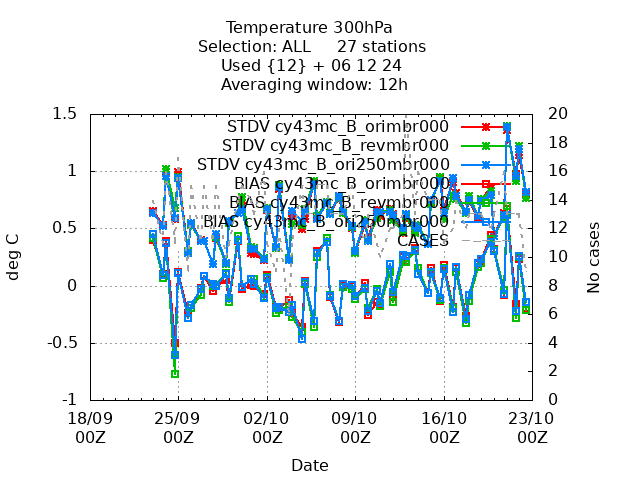 Temperature 300hPa
Selection: ALL     27 stations
Used {12} + 06 12 24
Averaging window: 12h
1.5
1
0.5
0
-0.5
-1
deg C
20
18
16
14
12
10
8
6
4
2
0
No cases
STDV cy43mc_B_orimbr000
STDV cy43mc_B_revmbr000
STDV cy43mc_B_ori250mbr000
BIAS cy43mc_B_orimbr000
BIAS cy43mc_B_revmbr000
BIAS cy43mc_B_ori250mbr000
CASES
18/09 25/09 02/10 09/10 16/10 23/10
00Z 00Z 00Z 00Z 00Z 00Z
Date